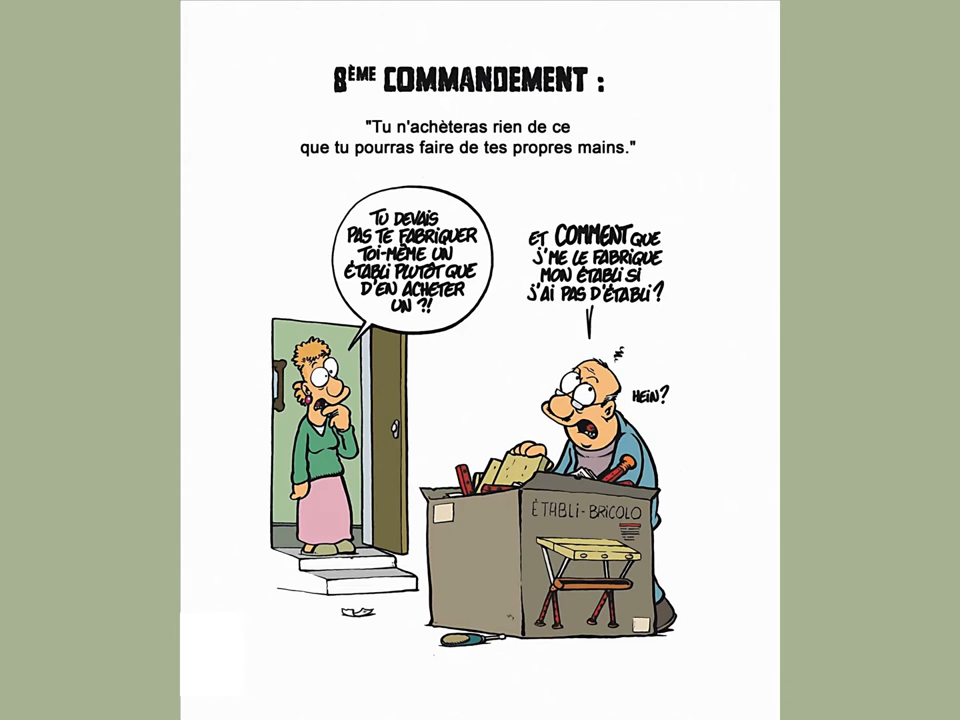 8ÈME COMMANDEMENT :
"Tu n'achèteras rien de ce
que tu pourras faire de tes propres mains."
TU DEVAIS
PAS TE FABRIQUER
TOI-MÊME UN
ÉTABLI PLUTÔT QUE
D'EN ACHETER
UN ?!
ET COMMENT QUE
J'ME LE FABRIQUE
MON ÉTABLI SI
J'AI PAS D'ÉTABLI ?
HEIN ?
ÉTABLI-BRICOLO